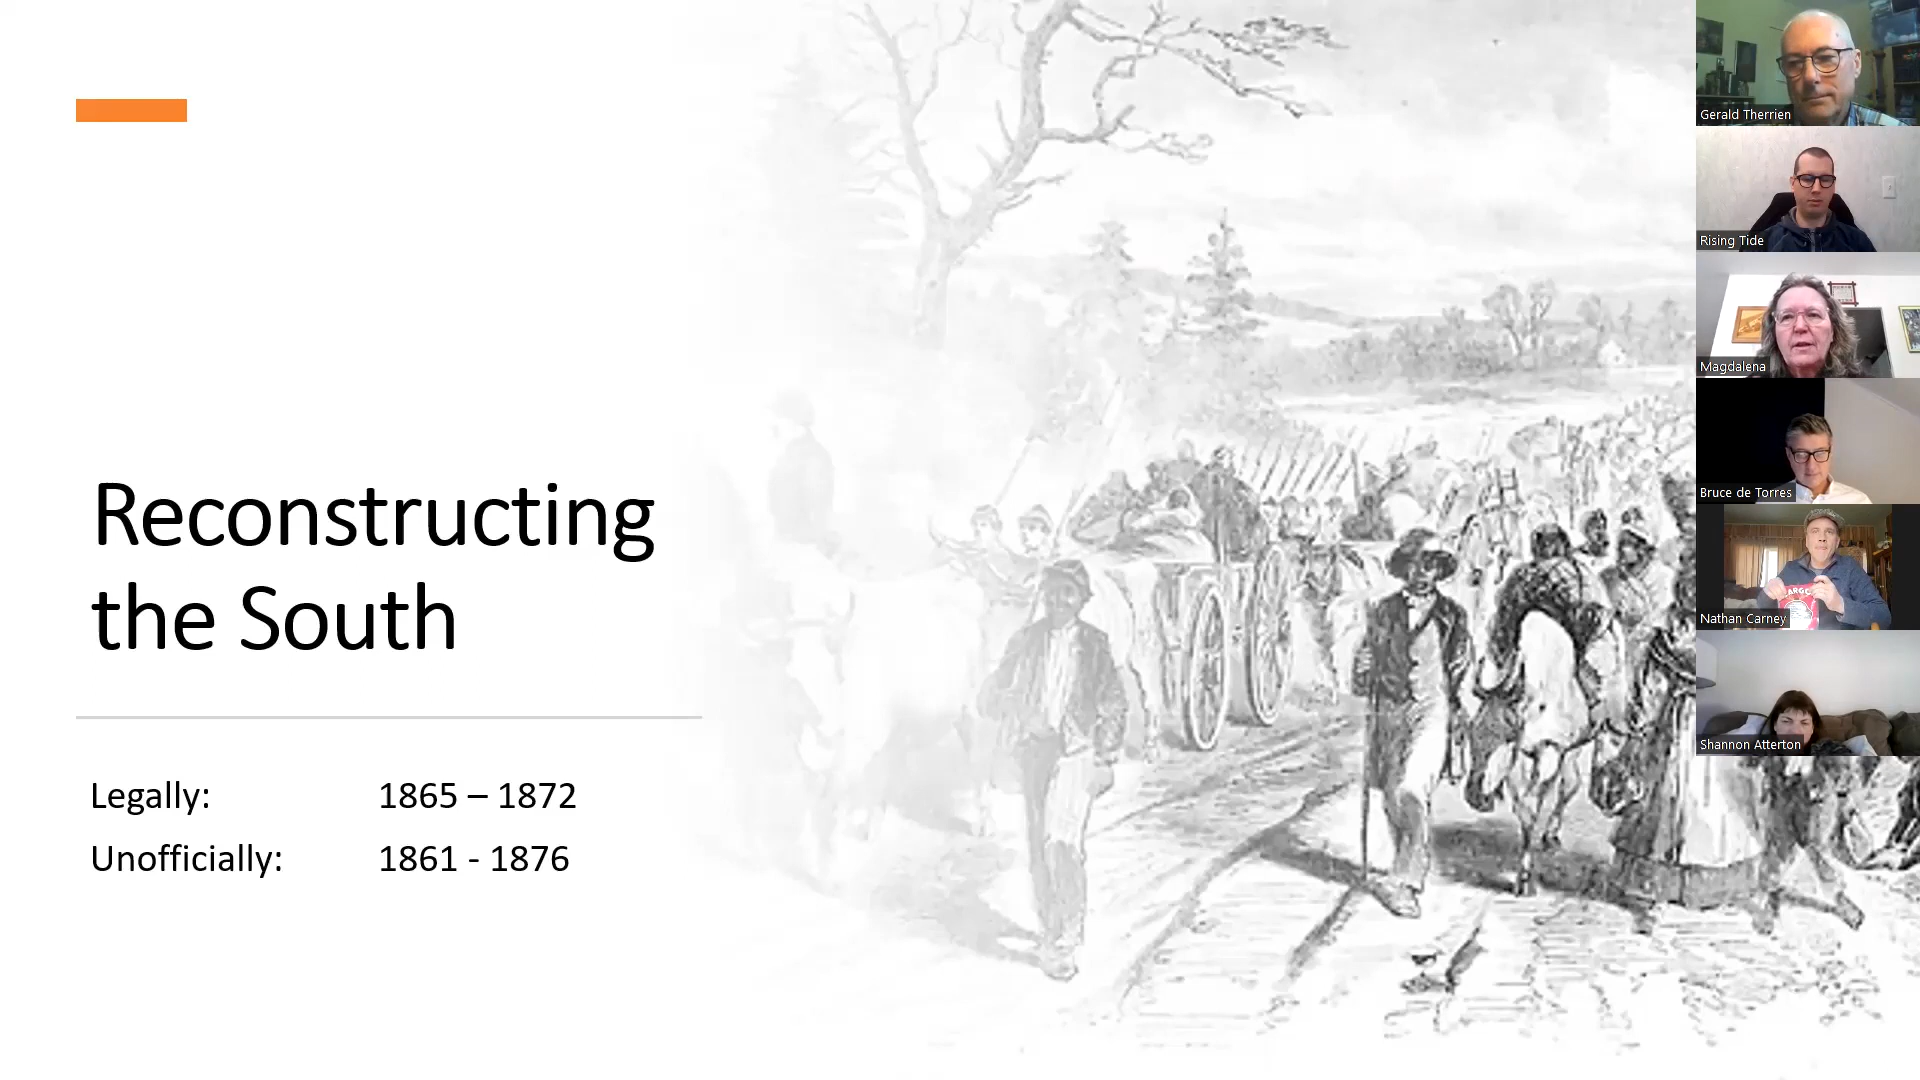 Reconstructing
the South
Legally: 1865 – 1872
Unofficially: 1861 - 1876
Gerald Therrien
Rising Tide
Magdalena
Bruce de Torres
Nathan Carney
Shannon Atterton